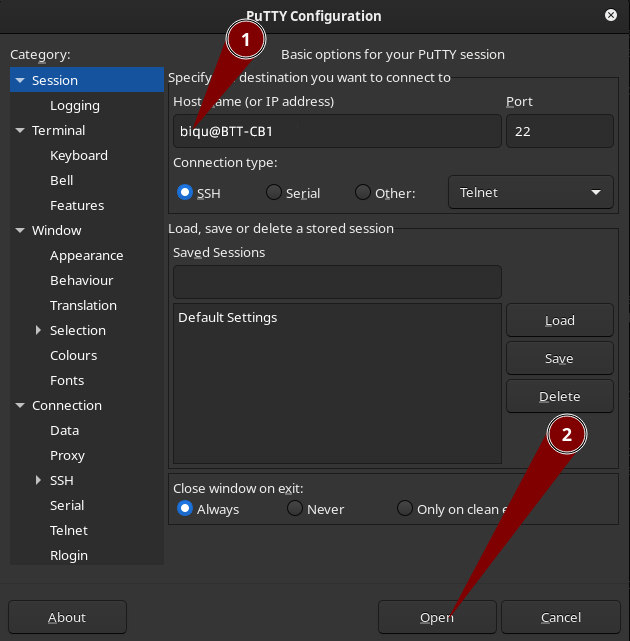 PuTTY Configuration
1
Category:
Basic options for your PuTTY session
Session
Logging
Terminal
Keyboard
Bell
Features
Window
Appearance
Behaviour
Translation
Selection
Colours
Fonts
Connection
Data
Proxy
SSH
Serial
Telnet
Rlogin
Specify destination you want to connect to
Host name (or IP address)
Port
biqu@BTT-CB1
22
Connection type:
SSH
Serial
Other:
Telnet
Load, save or delete a stored session
Saved Sessions
Default Settings
Load
Save
Delete
2
Close window on exit:
Always
Never
Only on clean
About
Open
Cancel